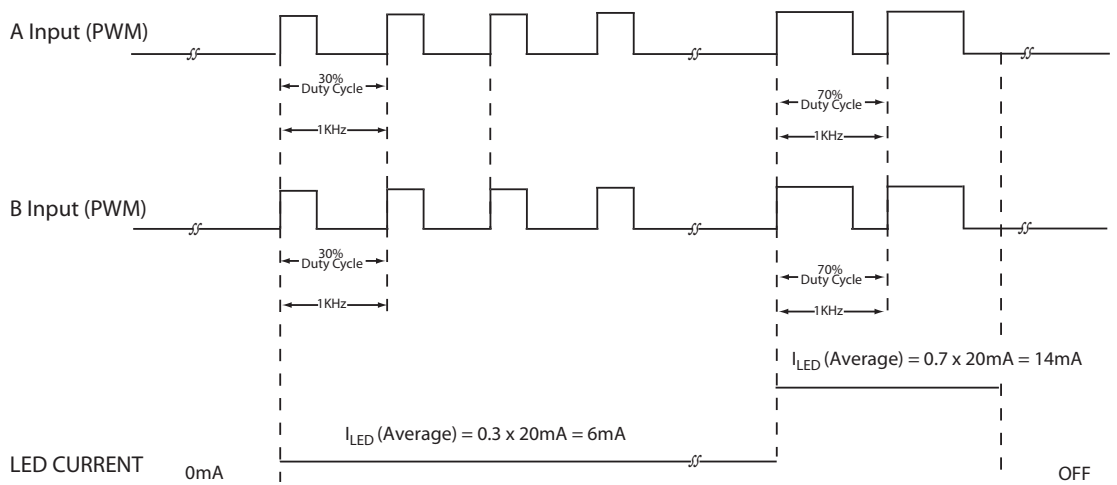 A Input (PWM)
30%
Duty Cycle
1KHz
70%
Duty Cycle
1KHz
B Input (PWM)
30%
Duty Cycle
1KHz
70%
Duty Cycle
1KHz
I_LED (Average) = 0.7 x 20mA = 14mA
I_LED (Average) = 0.3 x 20mA = 6mA
LED CURRENT
0mA
OFF